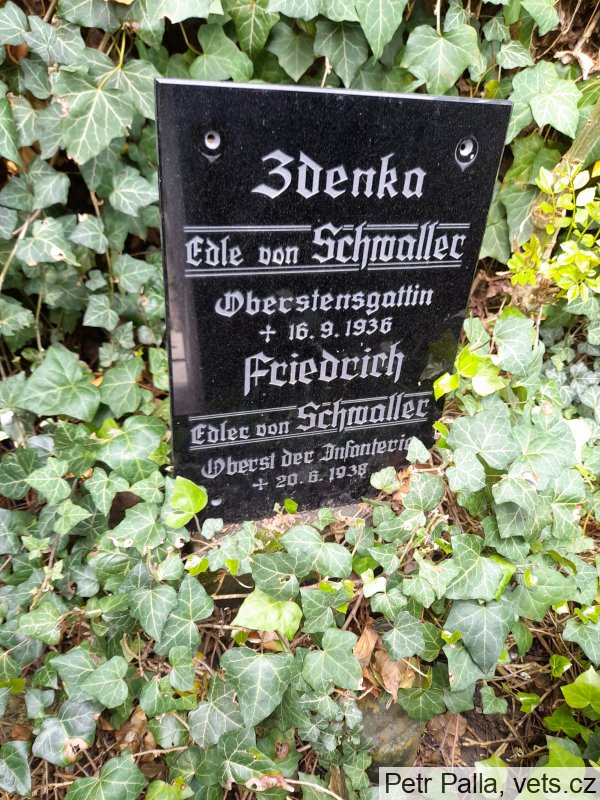 Zdenka
Edle von Schwaller
Oberstensgattin
+ 16. 9. 1936
Friedrich
Edler von Schwaller
Oberst der Infanterie
+ 20. 6. 1938
Petr Palla, vets.cz